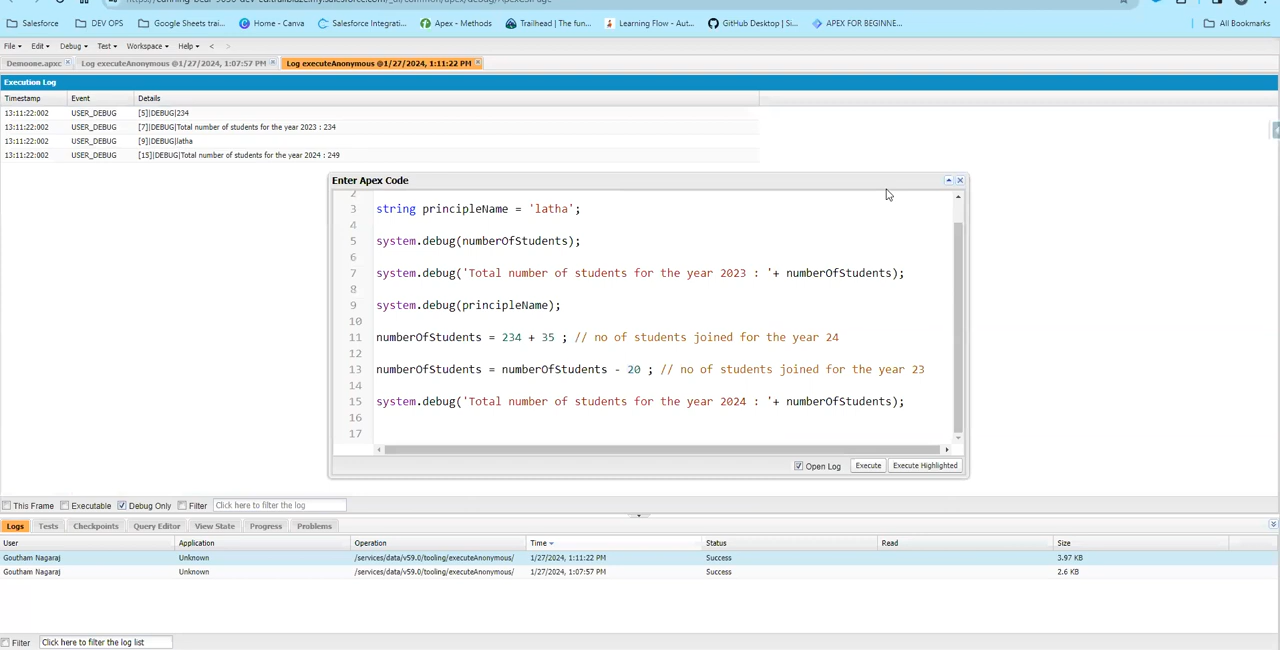 Salesforce DEV OPS Google Sheets trai... Home - Canva Salesforce Integrati... Apex - Methods Trailhead | The fun... Learning Flow - Aut... GitHub Desktop | Si... APEX FOR BEGINNE... All Bookmarks
File Edit Debug Test Workspace Help < >
Demoone.apxc Log executeAnonymous @1/27/2024, 1:07:57 PM Log executeAnonymous @1/27/2024, 1:11:22 PM
Execution Log
Timestamp Event Details
13:11:22:002 USER_DEBUG [5]|DEBUG|234
13:11:22:002 USER_DEBUG [7]|DEBUG|Total number of students for the year 2023 : 234
13:11:22:002 USER_DEBUG [9]|DEBUG|latha
13:11:22:002 USER_DEBUG [15]|DEBUG|Total number of students for the year 2024 : 249
Enter Apex Code
2
3 string principleName = 'latha';
4
5 system.debug(numberOfStudents);
6
7 system.debug('Total number of students for the year 2023 : '+ numberOfStudents);
8
9 system.debug(principleName);
10
11 numberOfStudents = 234 + 35 ; // no of students joined for the year 24
12
13 numberOfStudents = numberOfStudents - 20 ; // no of students joined for the year 23
14
15 system.debug('Total number of students for the year 2024 : '+ numberOfStudents);
16
17
Open Log Execute Execute Highlighted
This Frame Executable Debug Only Filter Click here to filter the log
Logs Tests Checkpoints Query Editor View State Progress Problems
User Application Operation Time Status Read Size
Goutham Nagaraj Unknown /services/data/v59.0/tooling/executeAnonymous/ 1/27/2024, 1:11:22 PM Success 3.97 KB
Goutham Nagaraj Unknown /services/data/v59.0/tooling/executeAnonymous/ 1/27/2024, 1:07:57 PM Success 2.6 KB
Filter Click here to filter the log list